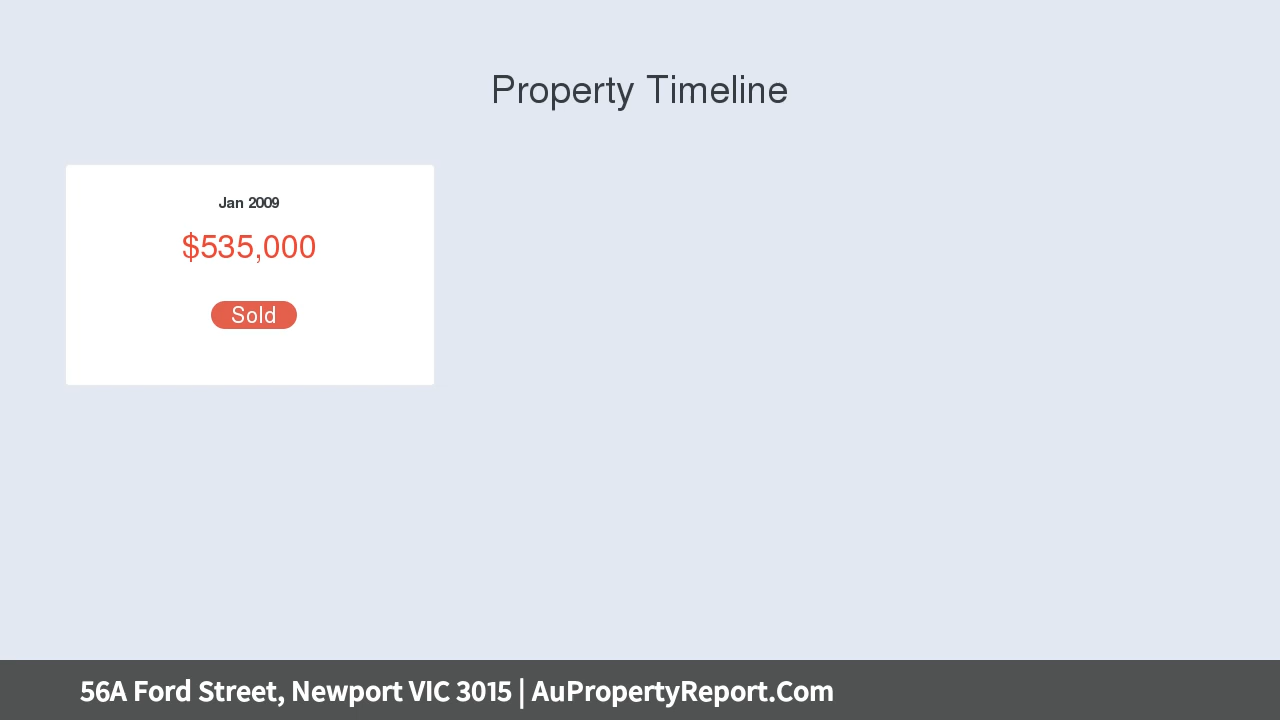 Property Timeline
Jan 2009
$535,000
Sold
56A Ford Street, Newport VIC 3015 | AuPropertyReport.Com